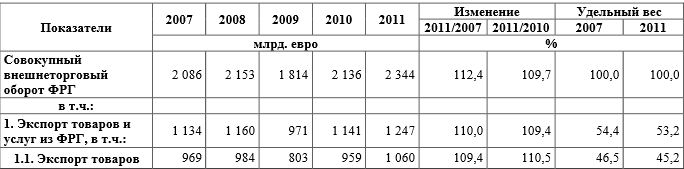 Показатели 2007 2008 2009 2010 2011 Изменение Удельный вес
2011/2007 2011/2010 2007 2011
млрд. евро %
Совокупный
внешнеторговый
оборот ФРГ 2 086 2 153 1 814 2 136 2 344 112,4 109,7 100,0 100,0
в т.ч.:
1. Экспорт товаров и
услуг из ФРГ, в т.ч.: 1 134 1 160 971 1 141 1 247 110,0 109,4 54,4 53,2
1.1. Экспорт товаров 969 984 803 959 1 060 109,4 110,5 46,5 45,2